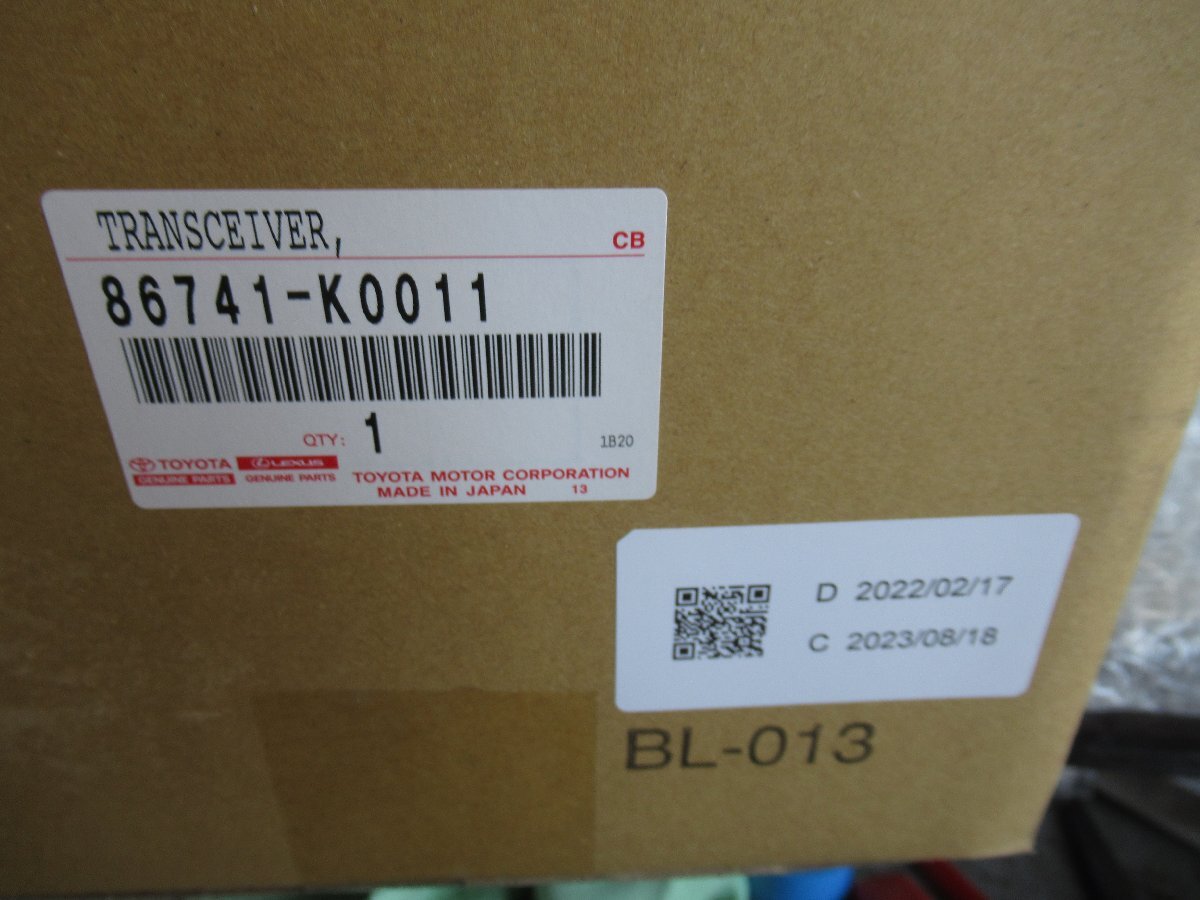 TRANSCEIVER,
CB
86741-K0011
QTY: 1
1B20
TOYOTA LEXUS
GENUINE PARTS GENUINE PARTS
TOYOTA MOTOR CORPORATION
MADE IN JAPAN 13
D 2022/02/17
C 2023/08/18
BL-013